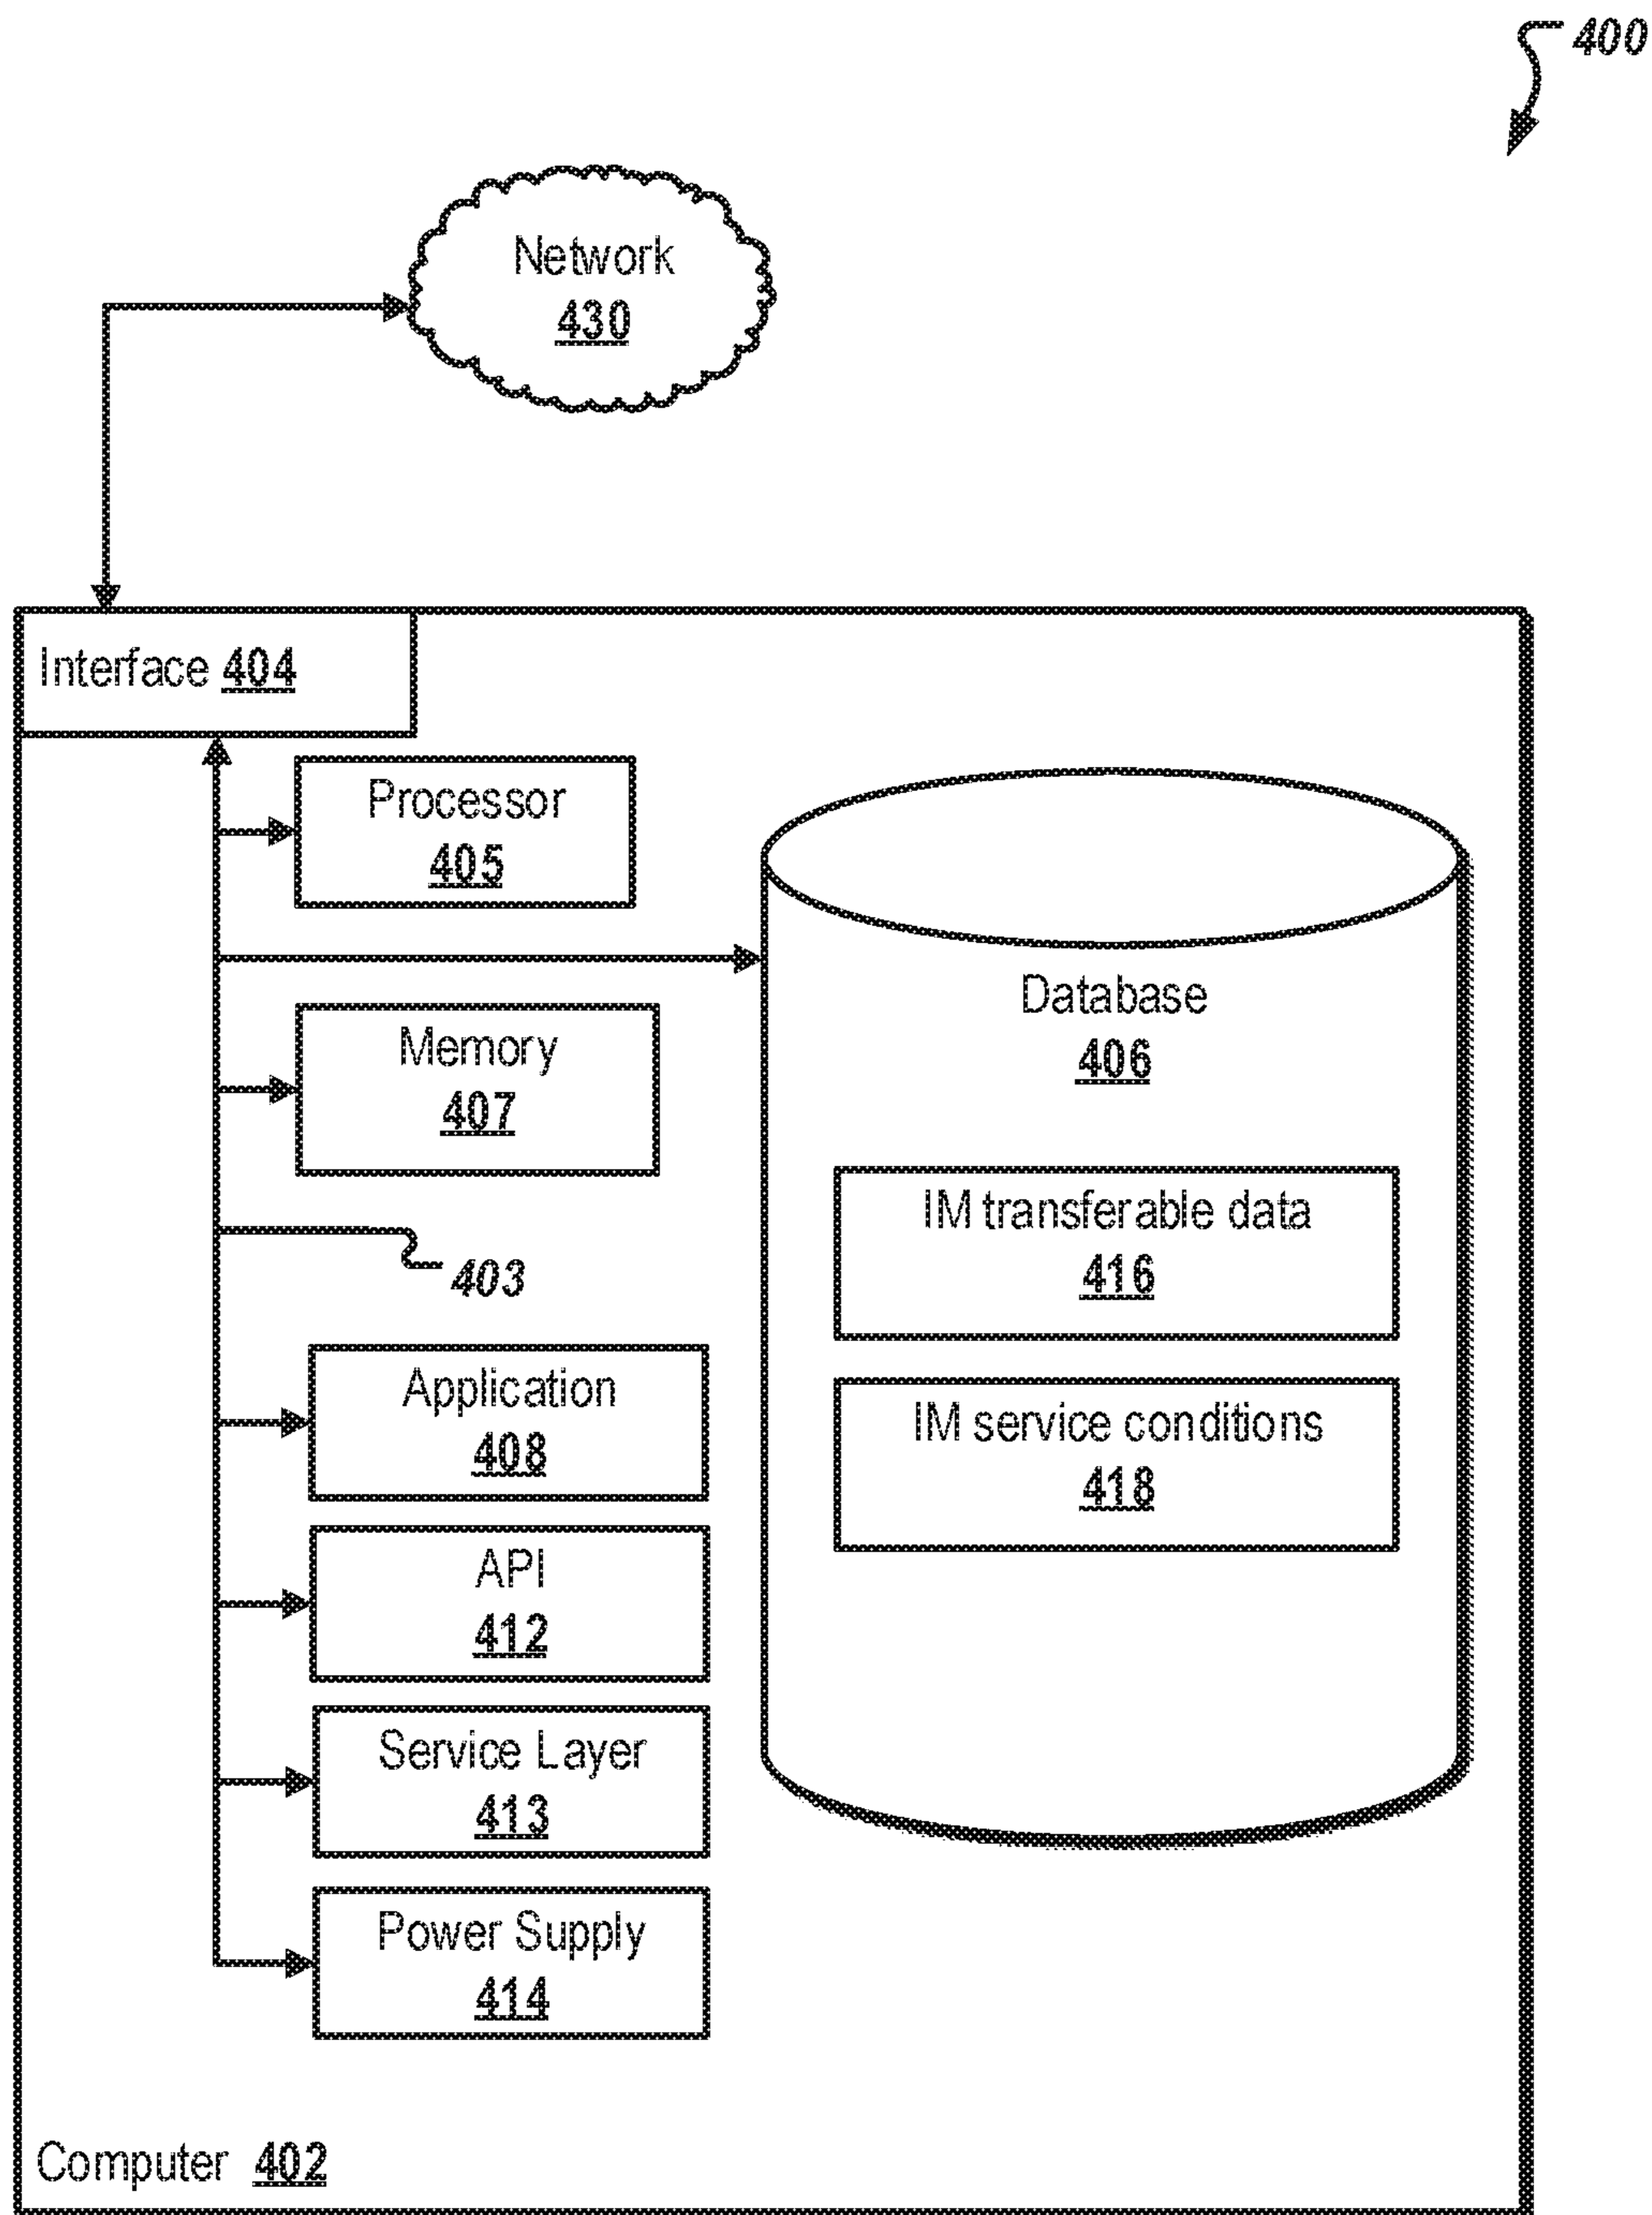 400
Network
430
Interface 404
Processor
405
Database
406
Memory
407
IM transferable data
416
403
Application
408
IM service conditions
418
API
412
Service Layer
413
Power Supply
414
Computer 402